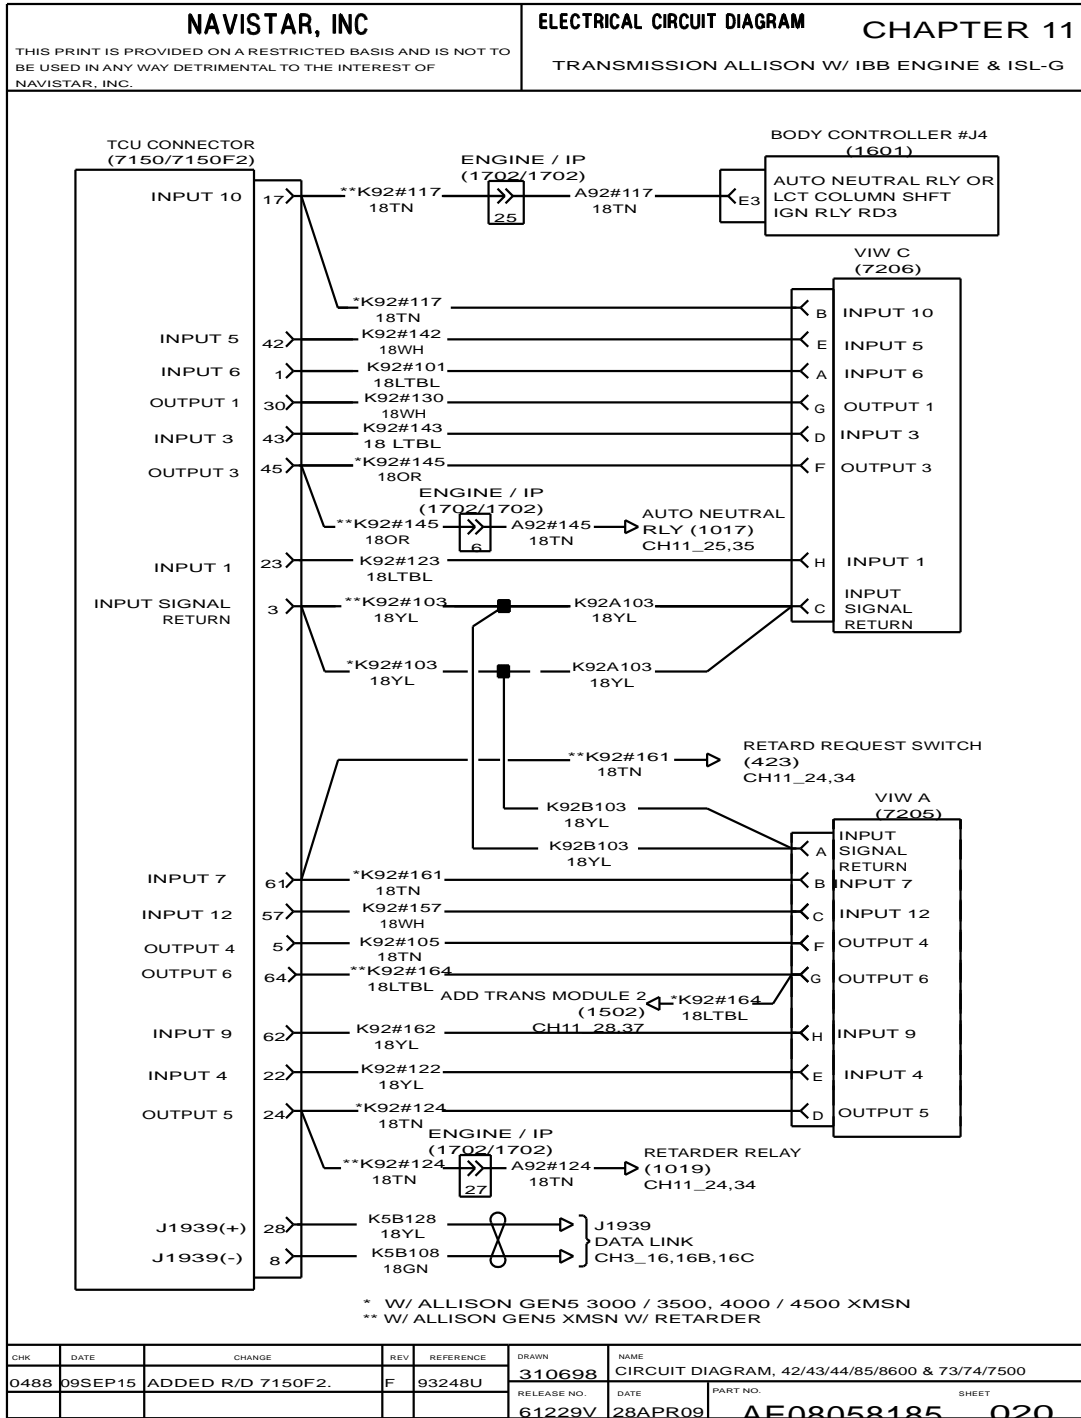 NAVISTAR, INC
THIS PRINT IS PROVIDED ON A RESTRICTED BASIS AND IS NOT TO
BE USED IN ANY WAY DETRIMENTAL TO THE INTEREST OF
NAVISTAR, INC.
ELECTRICAL CIRCUIT DIAGRAM
CHAPTER 11
TRANSMISSION ALLISON W/ IBB ENGINE & ISL-G
TCU CONNECTOR
(7150/7150F2)
ENGINE / IP
(1702/1702)
BODY CONTROLLER #J4
(1601)
INPUT 10
17
**K92#117
18TN
25
A92#117
18TN
E3
AUTO NEUTRAL RLY OR
LCT COLUMN SHFT
IGN RLY RD3
VIW C
(7206)
*K92#117
18TN
B
INPUT 10
INPUT 5
42
K92#142
18WH
E
INPUT 5
INPUT 6
1
K92#101
18LTBL
A
INPUT 6
OUTPUT 1
30
K92#130
18WH
G
OUTPUT 1
INPUT 3
43
K92#143
18 LTBL
D
INPUT 3
OUTPUT 3
45
*K92#145
18OR
F
OUTPUT 3
ENGINE / IP
(1702/1702)
**K92#145
18OR
6
A92#145
18TN
AUTO NEUTRAL
RLY (1017)
CH11_25,35
INPUT 1
23
K92#123
18LTBL
H
INPUT 1
INPUT SIGNAL
RETURN
3
**K92#103
18YL
K92A103
18YL
C
INPUT
SIGNAL
RETURN
*K92#103
18YL
K92A103
18YL
**K92#161
18TN
RETARD REQUEST SWITCH
(423)
CH11_24,34
VIW A
(7205)
K92B103
18YL
K92B103
18YL
A
INPUT
SIGNAL
RETURN
INPUT 7
61
*K92#161
18TN
B
INPUT 7
INPUT 12
57
K92#157
18WH
C
INPUT 12
OUTPUT 4
5
K92#105
18TN
F
OUTPUT 4
OUTPUT 6
64
**K92#164
18LTBL
G
OUTPUT 6
ADD TRANS MODULE 2
(1502)
CH11_28,37
*K92#164
18LTBL
INPUT 9
62
K92#162
18YL
H
INPUT 9
INPUT 4
22
K92#122
18YL
E
INPUT 4
OUTPUT 5
24
*K92#124
18TN
D
OUTPUT 5
ENGINE / IP
(1702/1702)
**K92#124
18TN
27
A92#124
18TN
RETARDER RELAY
(1019)
CH11_24,34
J1939(+)
28
K5B128
18YL
J1939(-)
8
K5B108
18GN
J1939
DATA LINK
CH3_16,16B,16C
* W/ ALLISON GEN5 3000 / 3500, 4000 / 4500 XMSN
** W/ ALLISON GEN5 XMSN W/ RETARDER
CHK DATE CHANGE REV REFERENCE
0488 09SEP15 ADDED R/D 7150F2. F 93248U
DRAWN
310698
NAME
CIRCUIT DIAGRAM, 42/43/44/85/8600 & 73/74/7500
RELEASE NO.
61229V
DATE
28APR09
PART NO.
AE08058185
SHEET
020